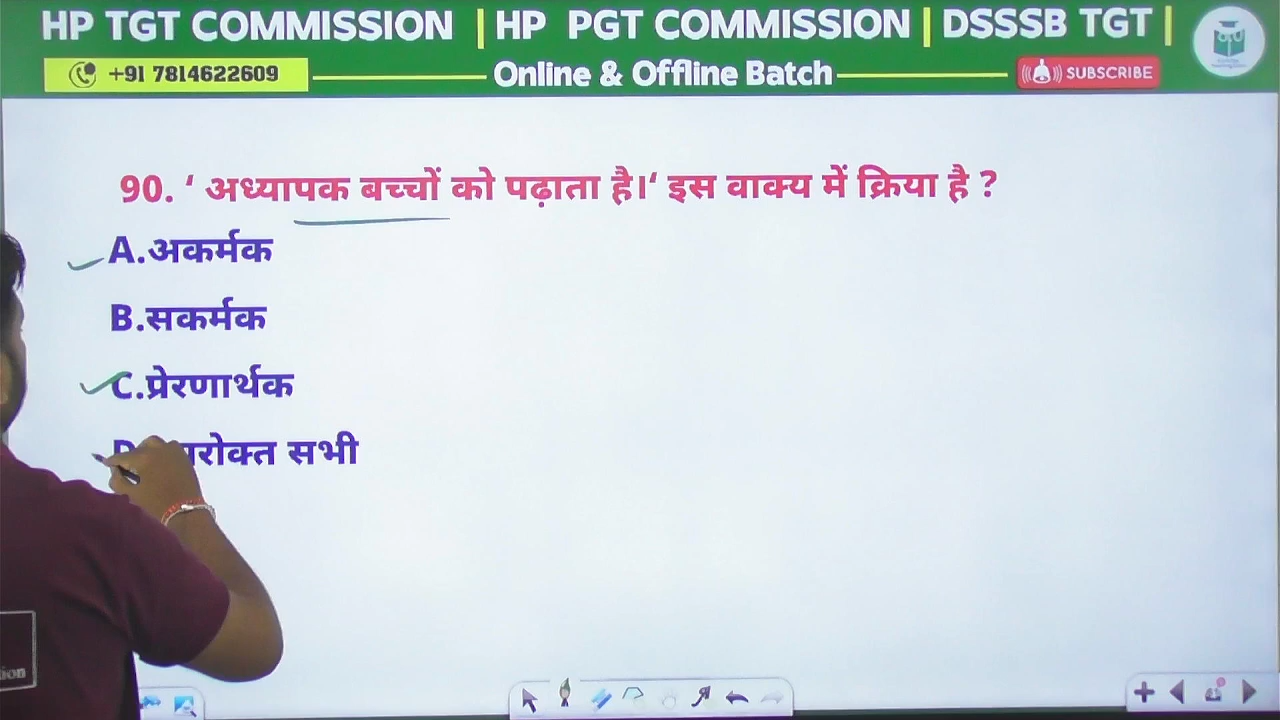 HP TGT COMMISSION | HP PGT COMMISSION | DSSSB TGT |
+91 7814622609 Online & Offline Batch SUBSCRIBE
90. ‘ अध्यापक बच्चों को पढ़ाता है।‘ इस वाक्य में क्रिया है ?
A.अकर्मक
B.सकर्मक
C.प्रेरणार्थक
सभी